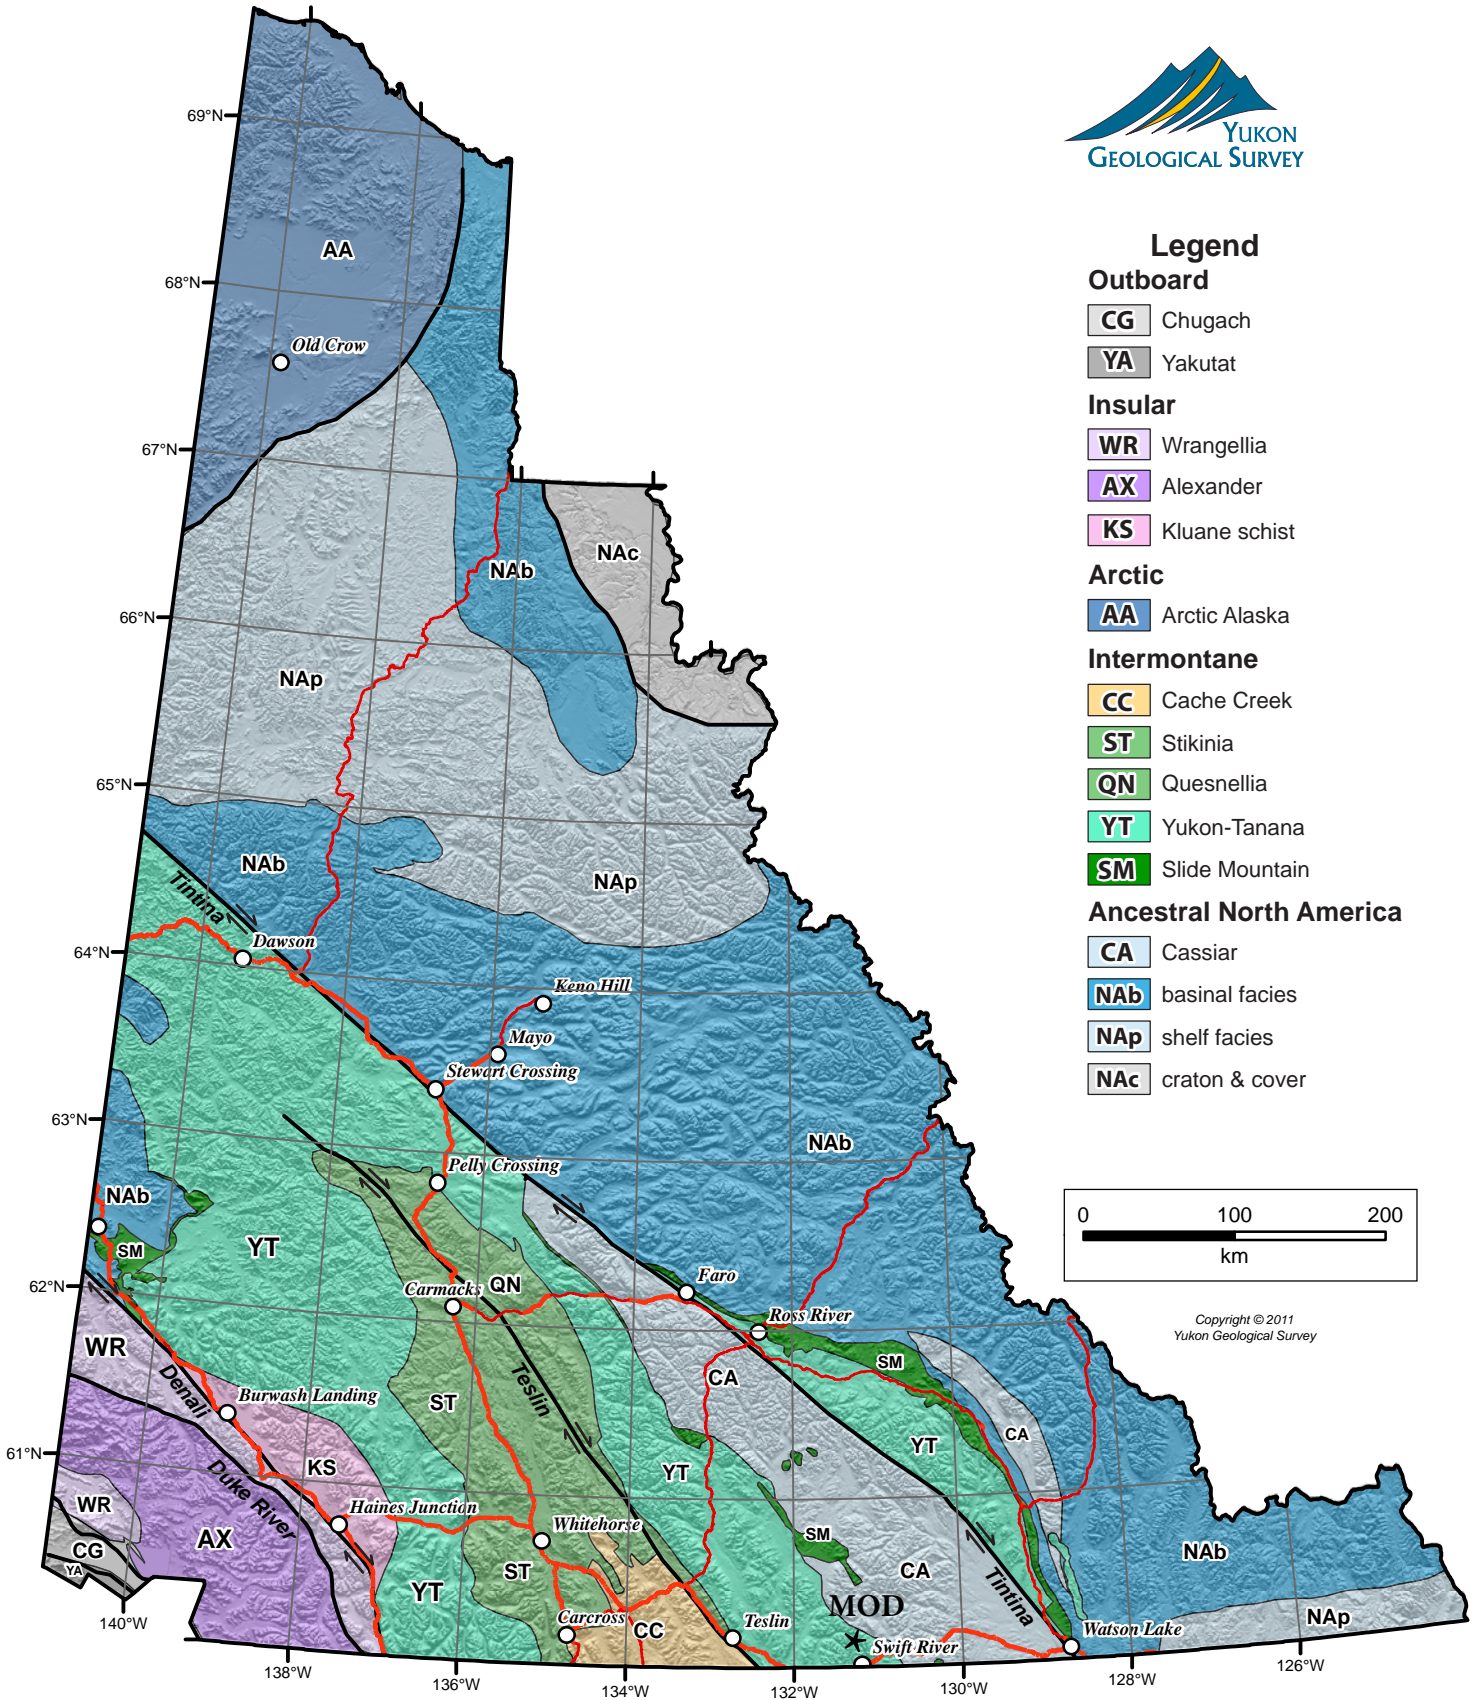 YUKON
GEOLOGICAL SURVEY
Legend
Outboard
CG Chugach
YA Yakutat
Insular
WR Wrangellia
AX Alexander
KS Kluane schist
Arctic
AA Arctic Alaska
Intermontane
CC Cache Creek
ST Stikinia
QN Quesnellia
YT Yukon-Tanana
SM Slide Mountain
Ancestral North America
CA Cassiar
NAb basinal facies
NAp shelf facies
NAc craton & cover
0 100 200
km
Copyright © 2011
Yukon Geological Survey
69°N
AA
68°N
Old Crow
67°N
NAc
NAb
66°N
NAp
65°N
NAb
NAp
Tintina
Dawson
64°N
Keno Hill
Mayo
Stewart Crossing
63°N
NAb
Pelly Crossing
NAb
SM
YT
62°N
Faro
QN
Carmacks
Ross River
WR
SM
CA
Denali
Burwash Landing
ST
Teslin
CA
61°N
YT
KS
YT
Duke River
WR
Haines Junction
AX
Whitehorse
SM
CG
NAb
YA
ST
CA
YT
Tintina
MOD
140°W
Carcross
CC
Teslin
Swift River
Watson Lake
NAp
138°W
136°W
134°W
132°W
130°W
128°W
126°W